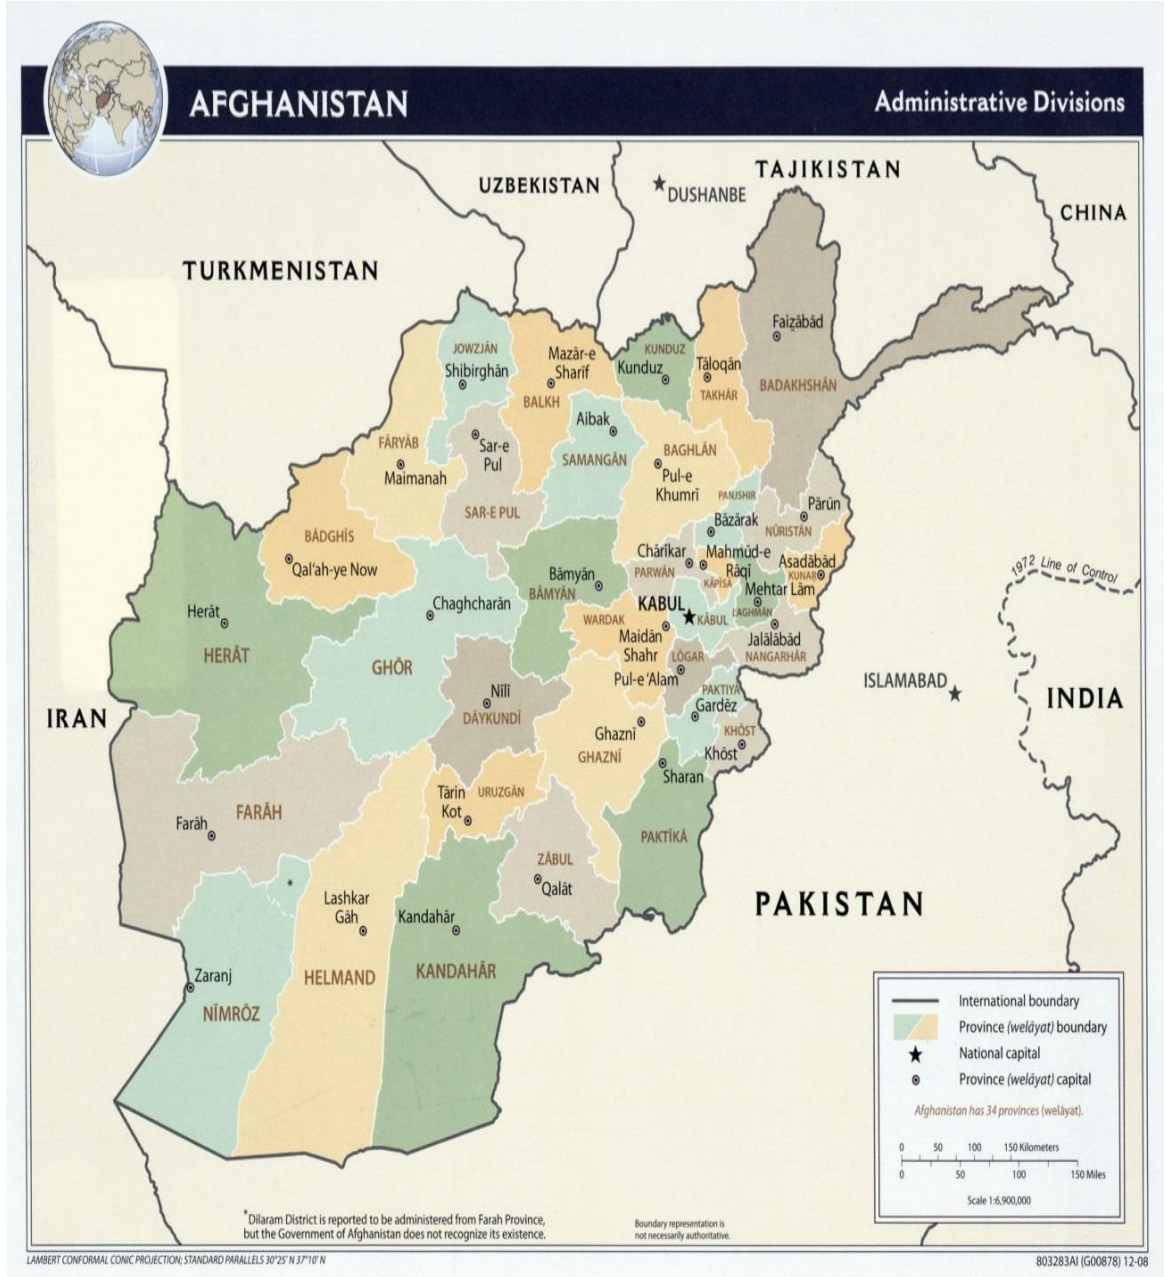 AFGHANISTAN
Administrative Divisions
UZBEKISTAN
DUSHANBE
TAJIKISTAN
CHINA
TURKMENISTAN
Faizābād
JOWZJĀN
Shibirghān
Mazār-e
Sharīf
BALKH
KUNDUZ
Kunduz
Tāloqān
TAKHĀR
BADAKHSHĀN
Aibak
SAMANGĀN
FĀRYĀB
Maimanah
Sar-e
Pul
SAR-E PUL
BAGHLĀN
Pul-e
Khumrī
PANJSHIR
Bāzārak
Pārūn
NŪRISTĀN
BĀDGHĪS
Qal'ah-ye Now
Chārīkar
PARWĀN
Mahmūd-e
Rāqī
KĀPĪSĀ
Asadābād
KUNAR
1972 Line of Control
Herāt
HERĀT
Chaghcharān
GHŌR
Bāmyān
BĀMYĀN
KABUL
KĀBUL
Mehtar Lām
LAGHMĀN
WARDAK
Maidān
Shahr
Jalālābād
NANGARHĀR
LŌGAR
Pul-e 'Alam
ISLAMABAD
INDIA
IRAN
Nīlī
DĀYKUNDĪ
PAKTIYĀ
Gardēz
Ghaznī
GHAZNĪ
KHŌST
Khōst
Sharan
FARĀH
Farāh
Tārin
Kot
URUZGĀN
PAKTĪKĀ
ZĀBUL
Qalāt
*
Lashkar
Gāh
HELMAND
Kandahār
KANDAHĀR
PAKISTAN
Zaranj
NĪMRŌZ
International boundary
Province (welāyat) boundary
National capital
Province (welāyat) capital
Afghanistan has 34 provinces (welāyat).
0 50 100 150 Kilometers
0 50 100 150 Miles
Scale 1:6,900,000
*Dilaram District is reported to be administered from Farah Province,
but the Government of Afghanistan does not recognize its existence.
Boundary representation is
not necessarily authoritative.
LAMBERT CONFORMAL CONIC PROJECTION; STANDARD PARALLELS 30°25' N 37°10' N
803283AI (G00878) 12-08